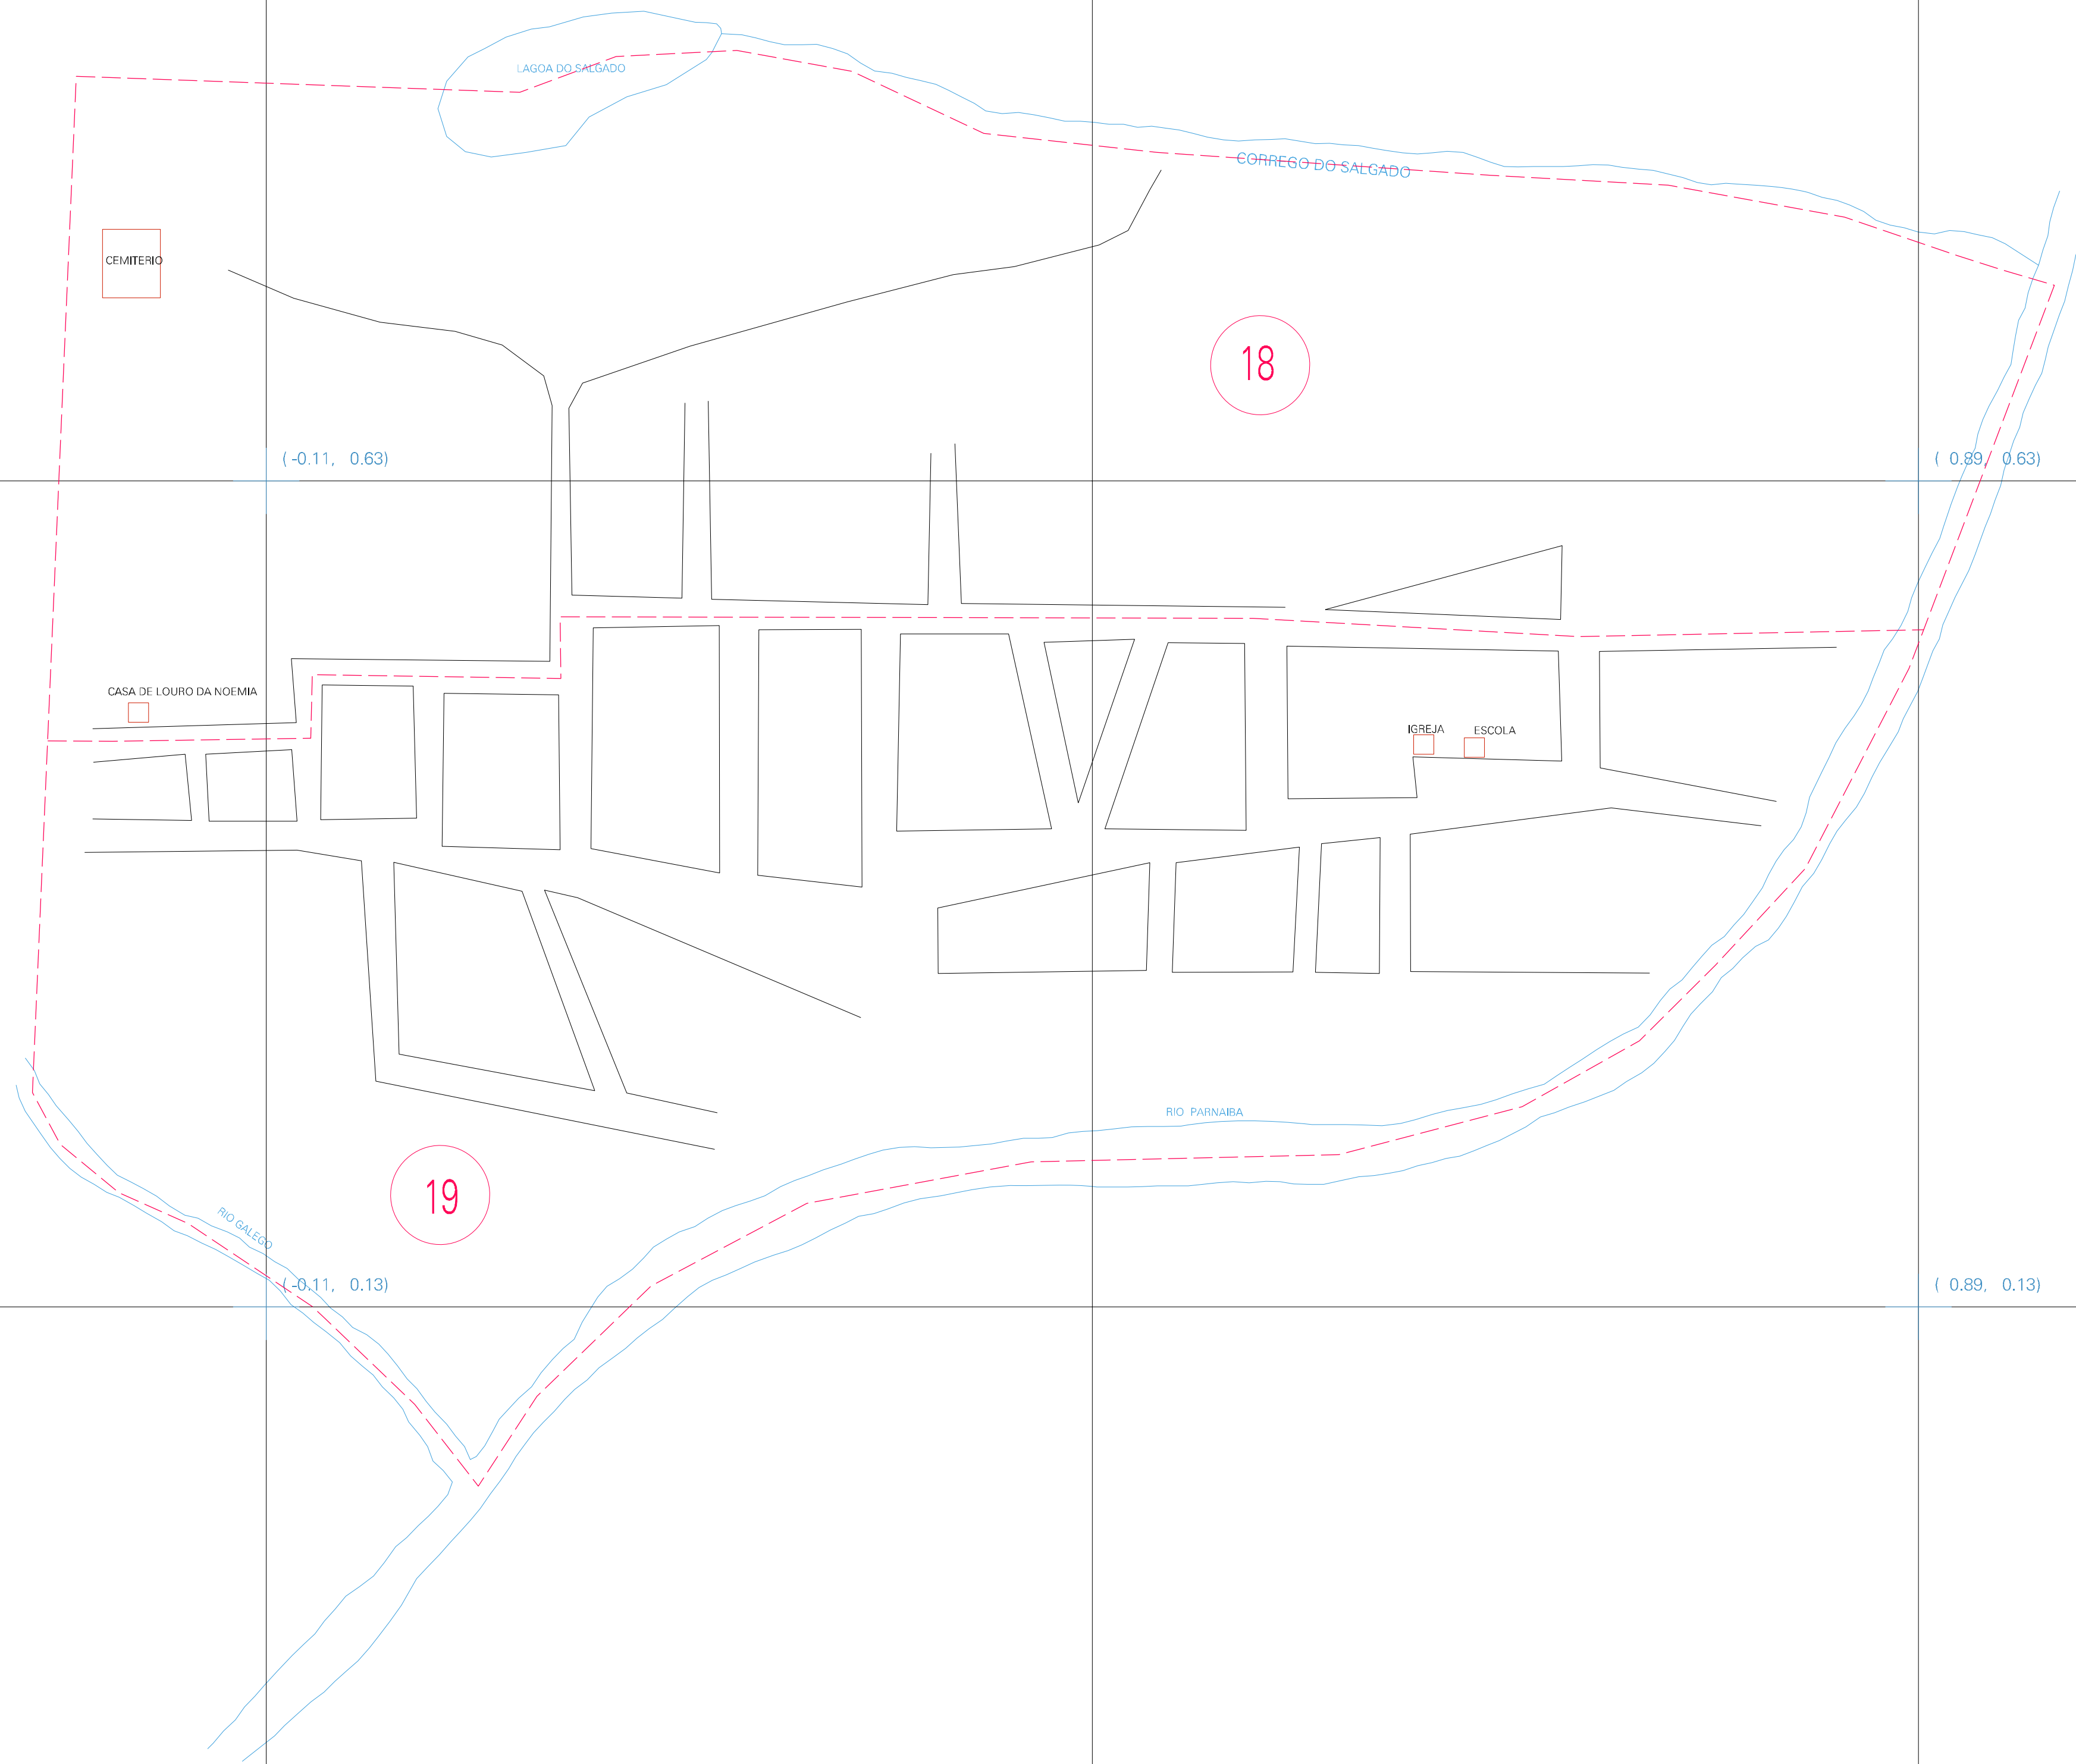 LAGOA DO SALGADO
CORREGO DO SALGADO
CEMITERIO
18
(-0.11, 0.63)
( 0.89, 0.63)
CASA DE LOURO DA NOEMIA
IGREJA
ESCOLA
RIO PARNAIBA
19
RIO GALEGO
(-0.11, 0.13)
( 0.89, 0.13)